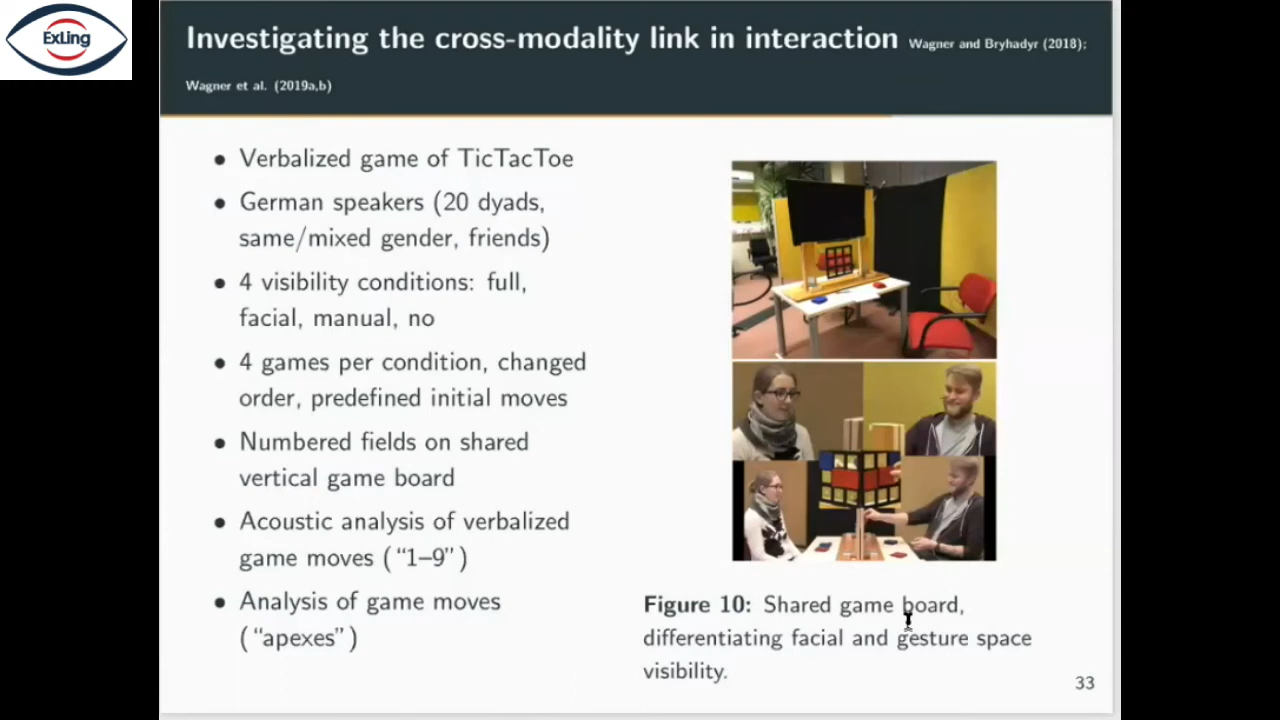 ExLing
Investigating the cross-modality link in interaction Wagner and Bryhadyr (2018);
Wagner et al. (2019a,b)
• Verbalized game of TicTacToe
• German speakers (20 dyads,
same/mixed gender, friends)
• 4 visibility conditions: full,
facial, manual, no
• 4 games per condition, changed
order, predefined initial moves
• Numbered fields on shared
vertical game board
• Acoustic analysis of verbalized
game moves (“1–9”)
• Analysis of game moves
(“apexes”)
Figure 10: Shared game board,
differentiating facial and gesture space
visibility.
33